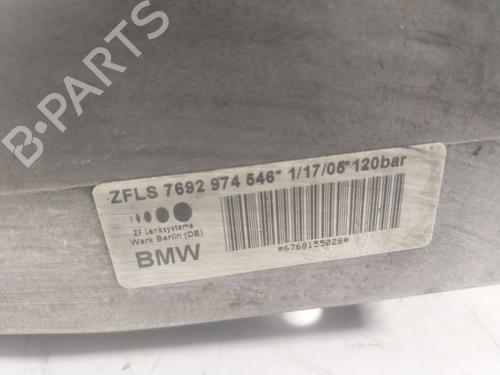 B-PARTS
ZFLS 7692 974 546* 1/17/05*120bar
ZF Lenksysteme
Werk Berlin (DE)
BMW
*6768155028*